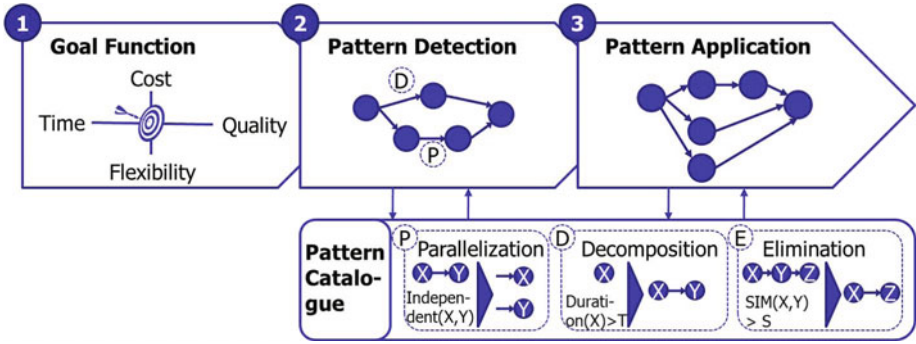 1
Goal Function
Cost
Time
Quality
Flexibility
2
Pattern Detection
D
P
3
Pattern Application
Pattern
Catalo-
gue
P
Parallelization
X Y
Indepen-
dent(X,Y)
X
Y
D
Decomposition
X
Durati-
on(X)>T
X Y
E
Elimination
X Y Z
SIM(X,Y)
> S
X Z